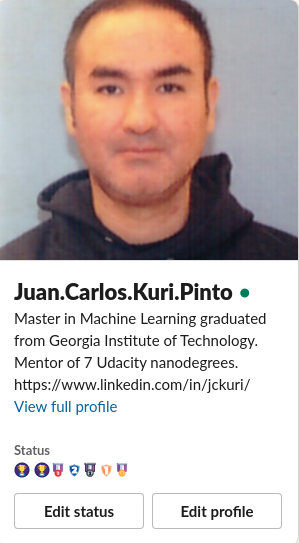 Juan.Carlos.Kuri.Pinto
Master in Machine Learning graduated
from Georgia Institute of Technology.
Mentor of 7 Udacity nanodegrees.
https://www.linkedin.com/in/jckuri/
View full profile
Status
Edit status
Edit profile